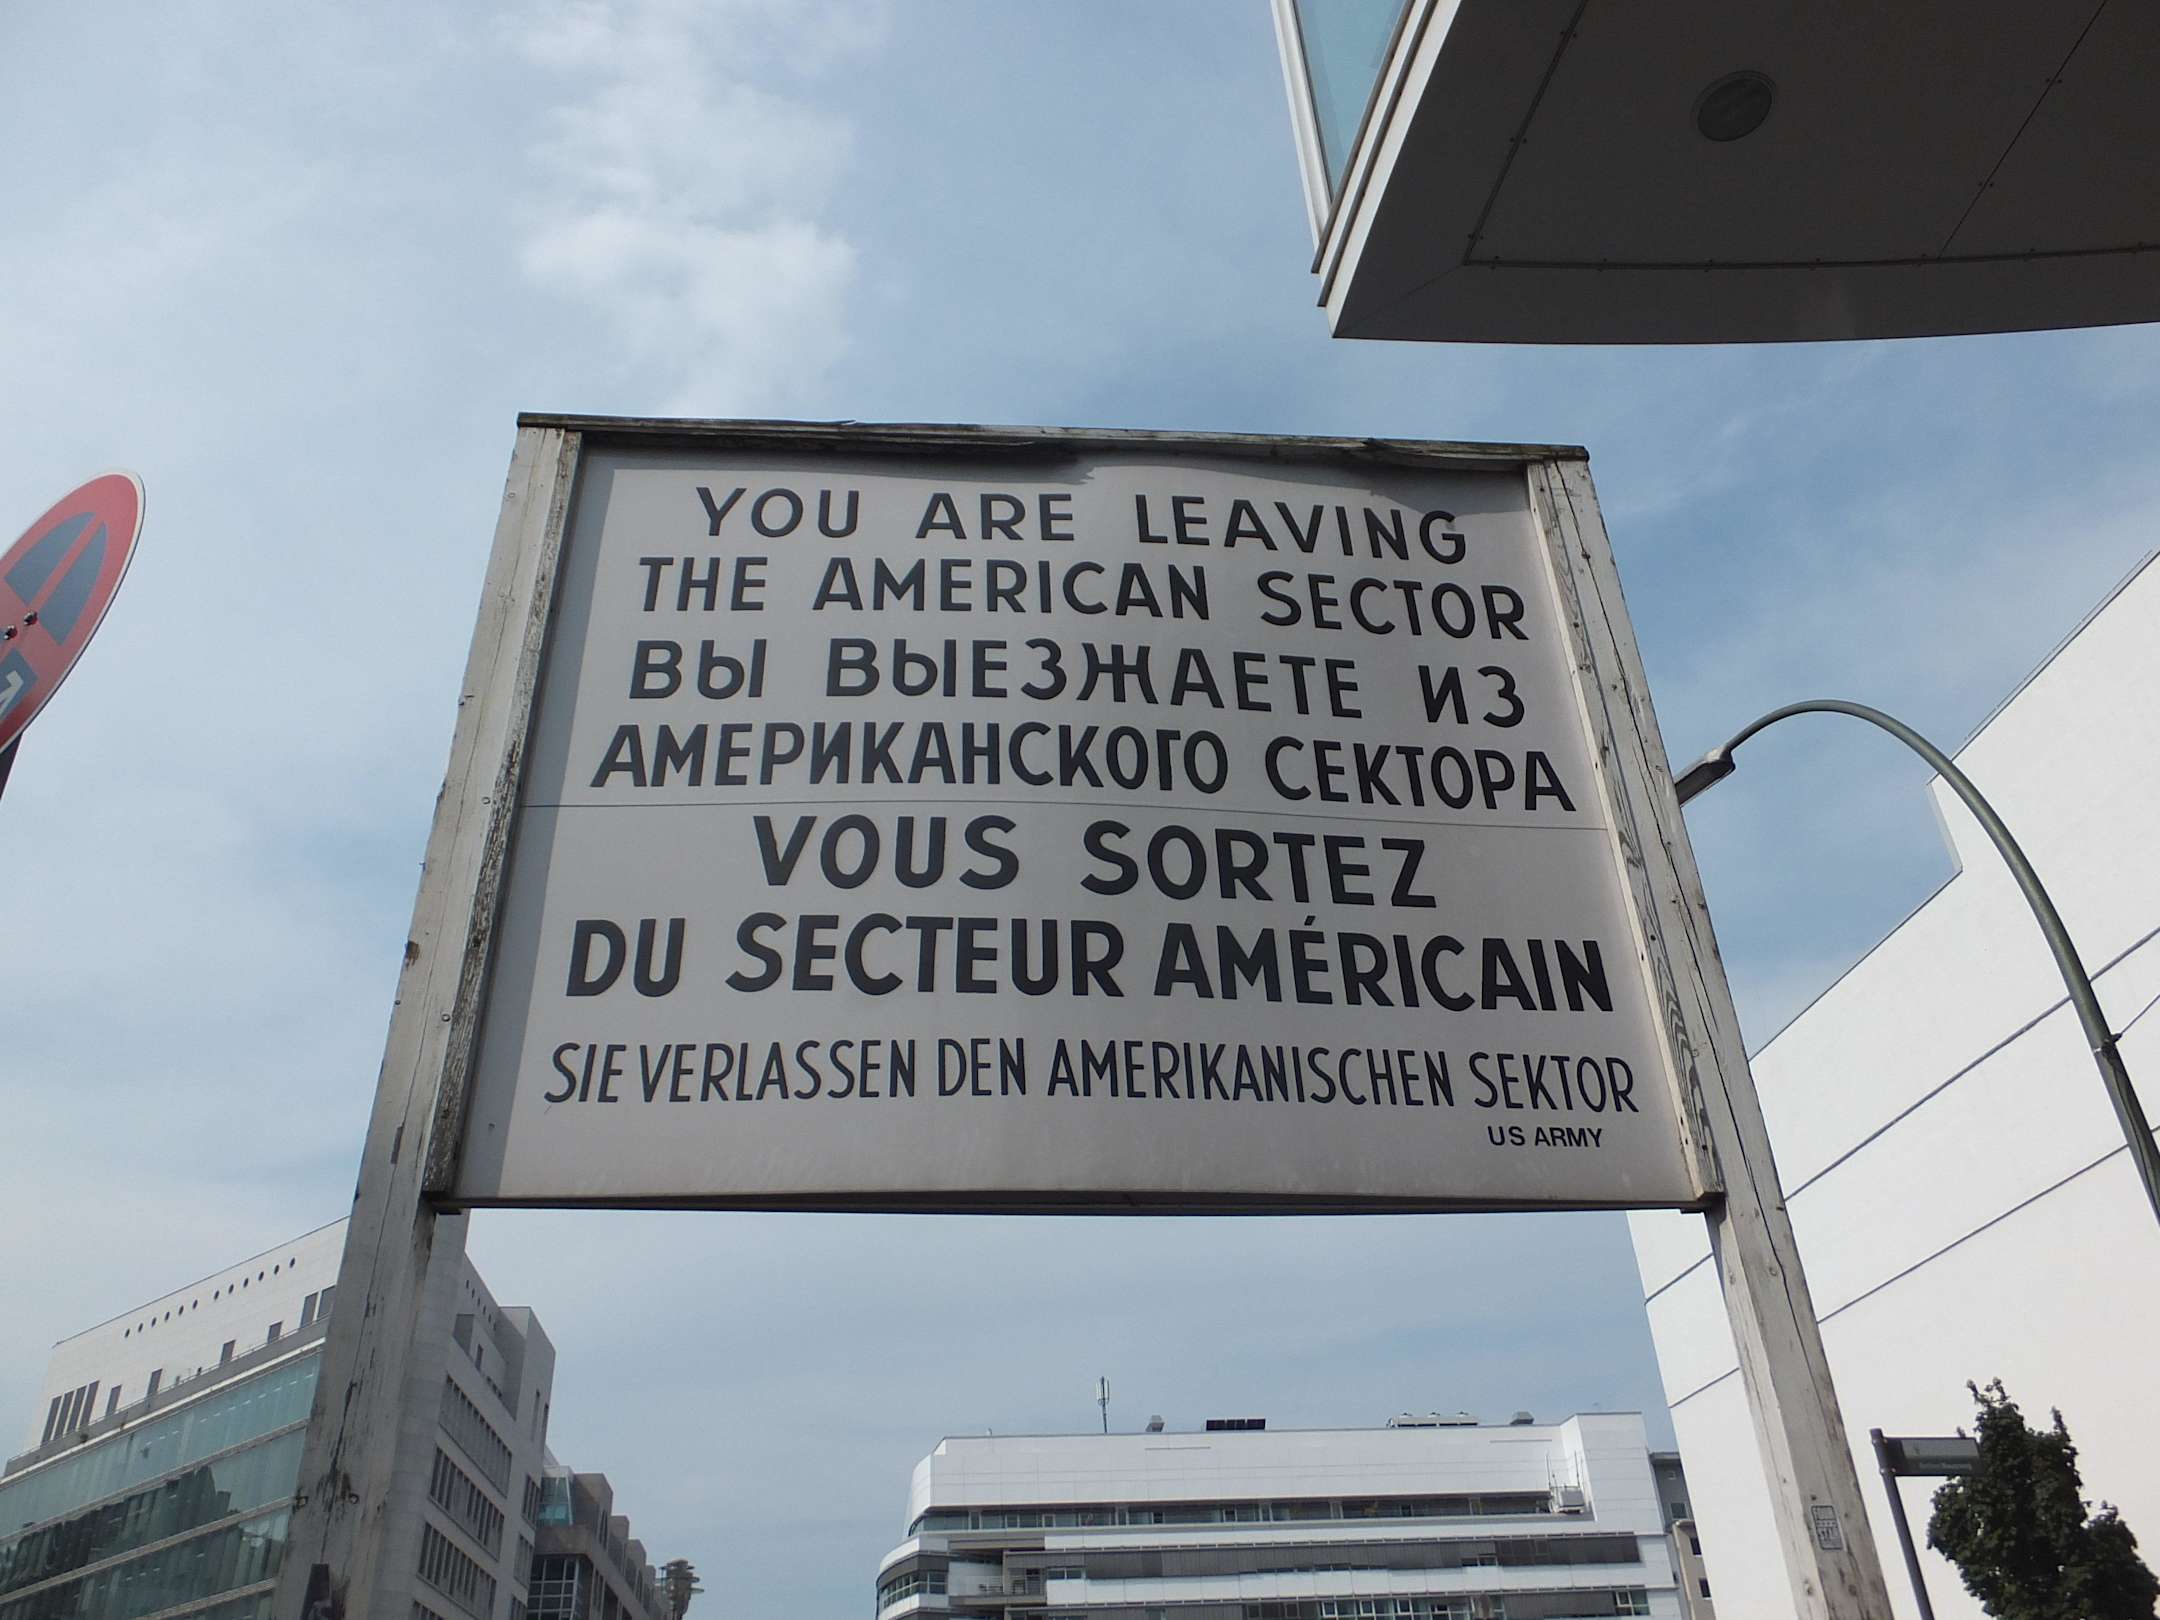 YOU ARE LEAVING
THE AMERICAN SECTOR
ВЫ ВЫЕЗЖАЕТЕ ИЗ
АМЕРИКАНСКОГО СЕКТОРА
VOUS SORTEZ
DU SECTEUR AMÉRICAIN
SIE VERLASSEN DEN AMERIKANISCHEN SEKTOR
US ARMY